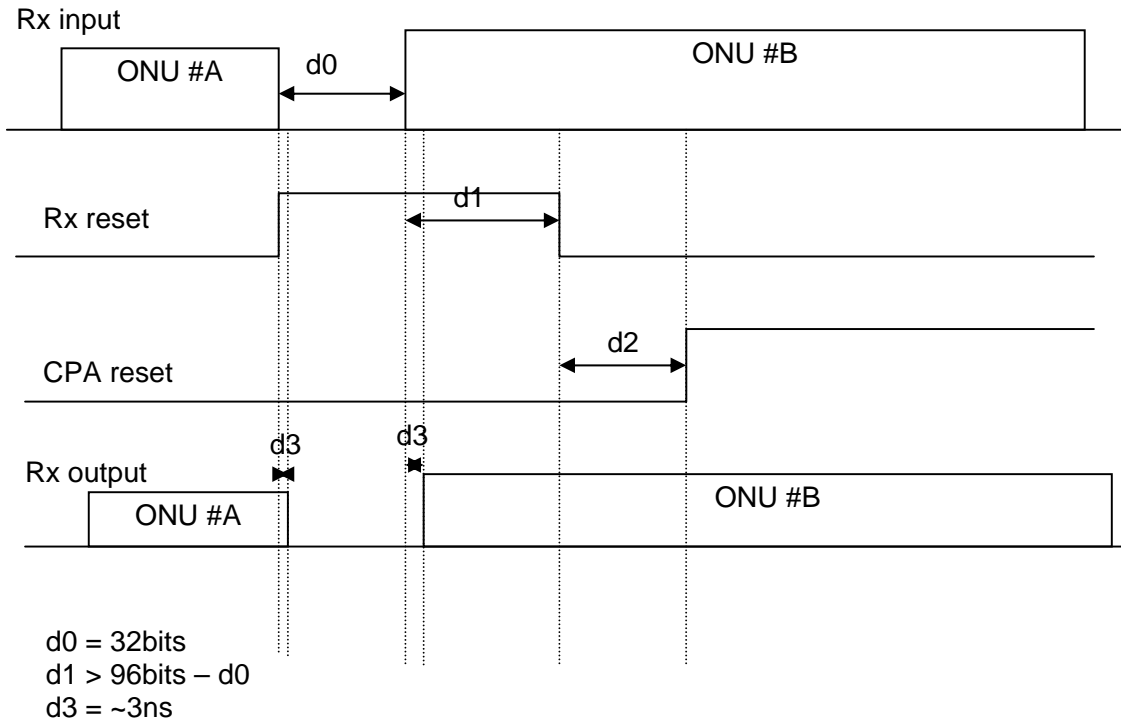 Rx input
ONU #A
d0
ONU #B
Rx reset
d1
CPA reset
d2
d3
d3
Rx output
ONU #A
ONU #B
d0 = 32bits
d1 > 96bits – d0
d3 = ~3ns